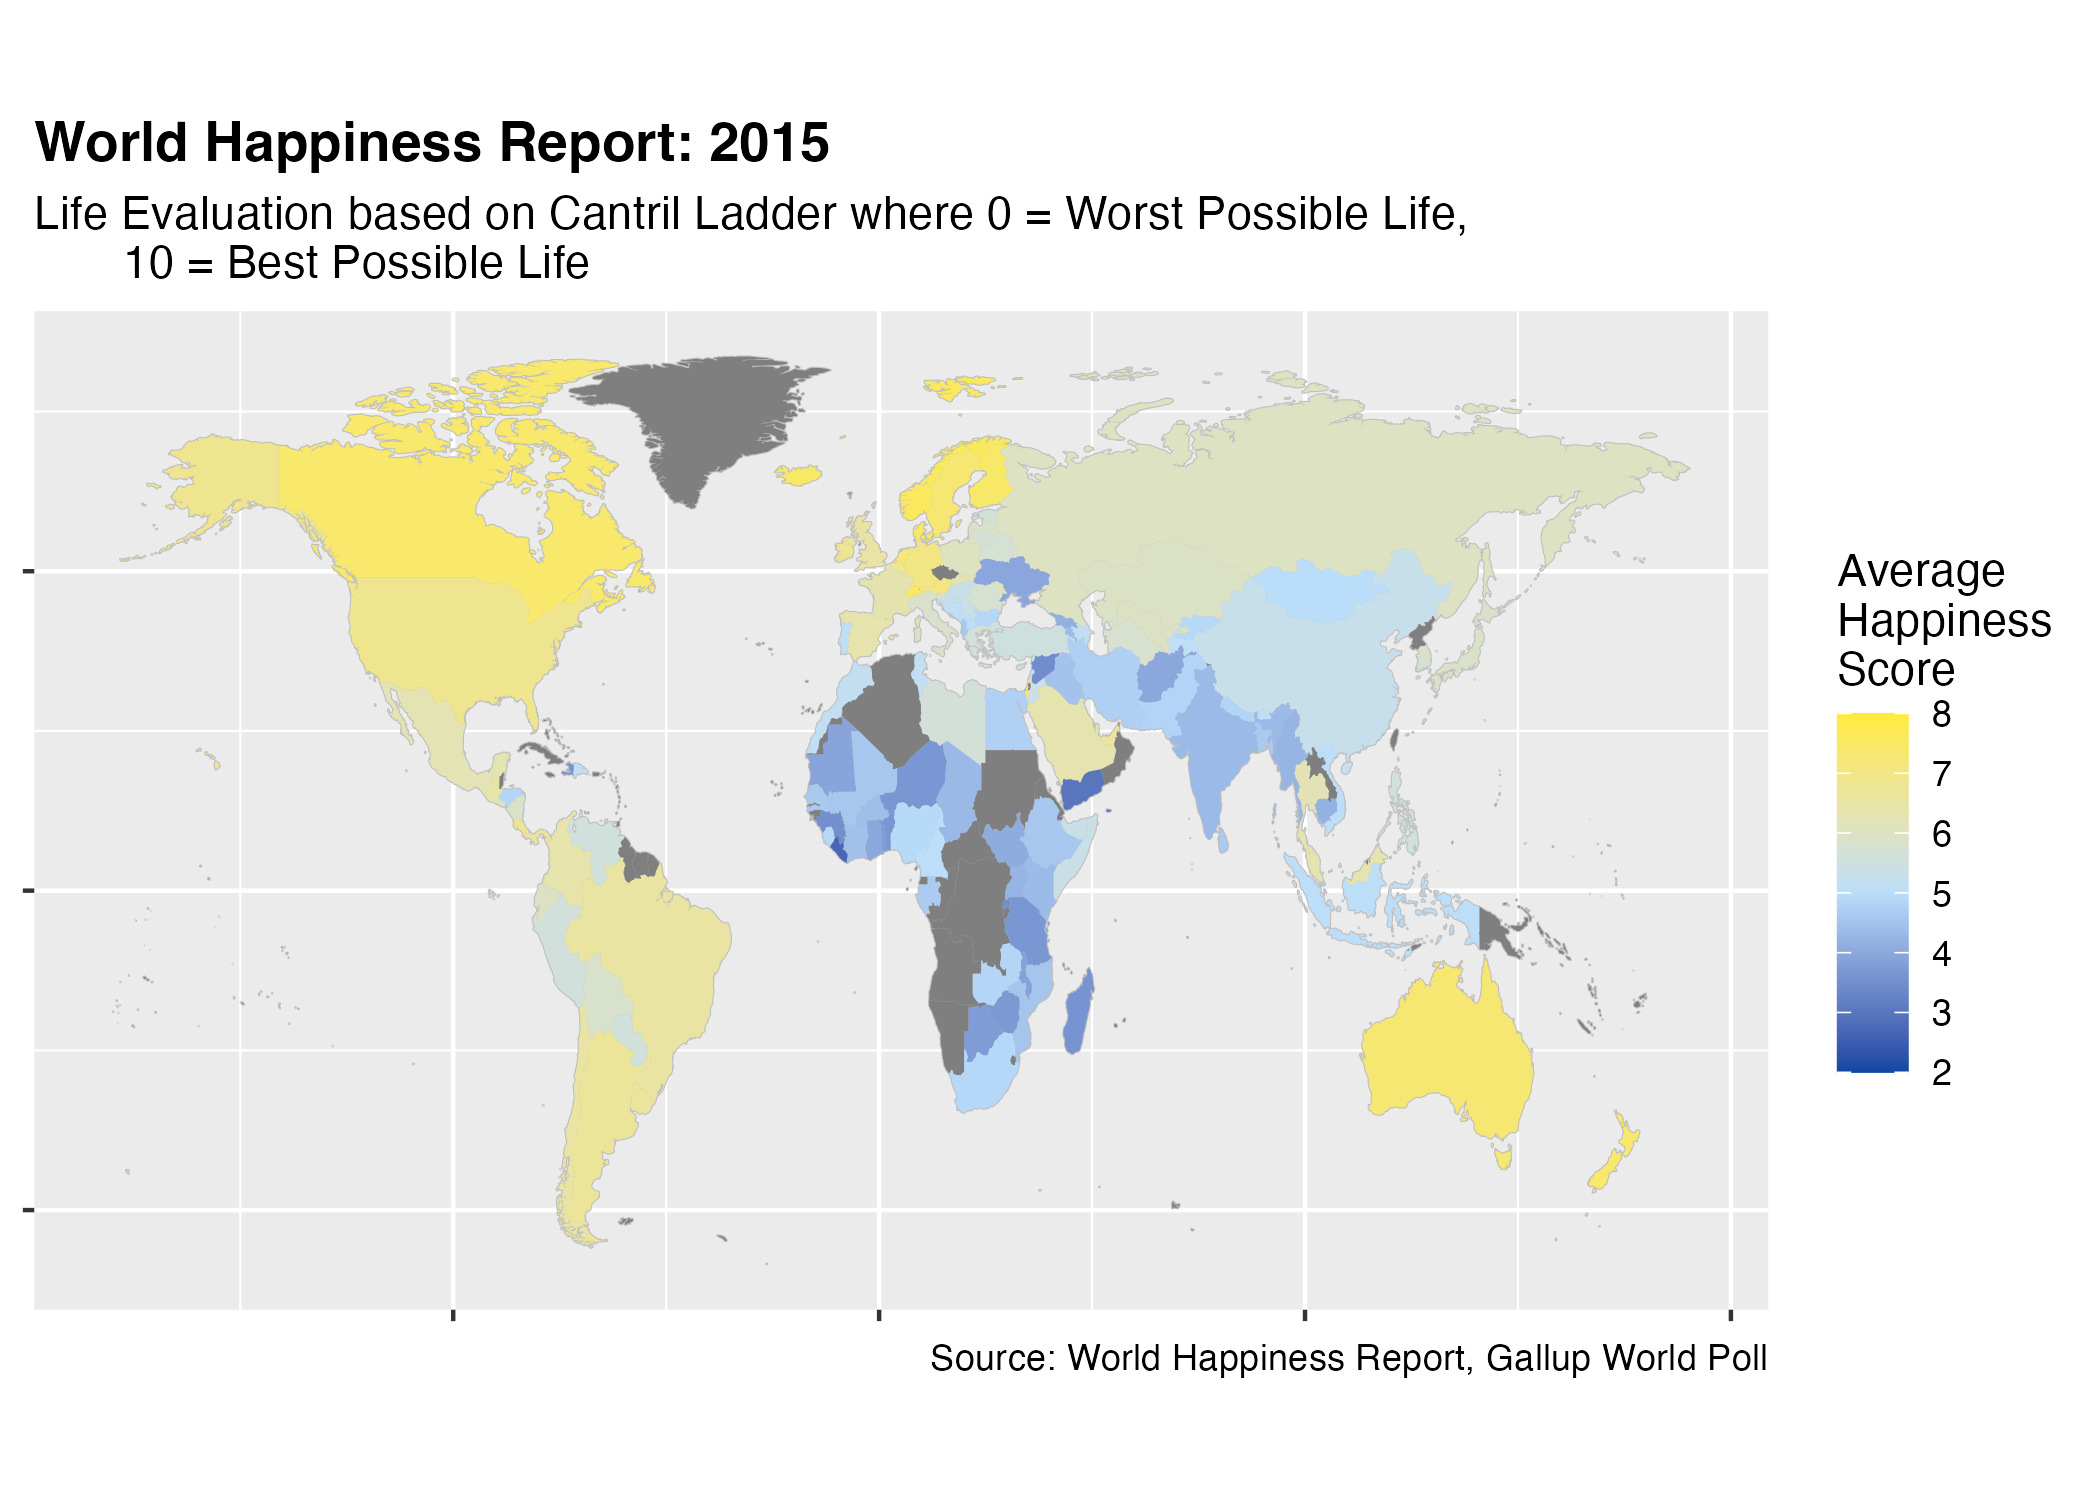 World Happiness Report: 2015
Life Evaluation based on Cantril Ladder where 0 = Worst Possible Life,
10 = Best Possible Life
Average
Happiness
Score
8
7
6
5
4
3
2
Source: World Happiness Report, Gallup World Poll